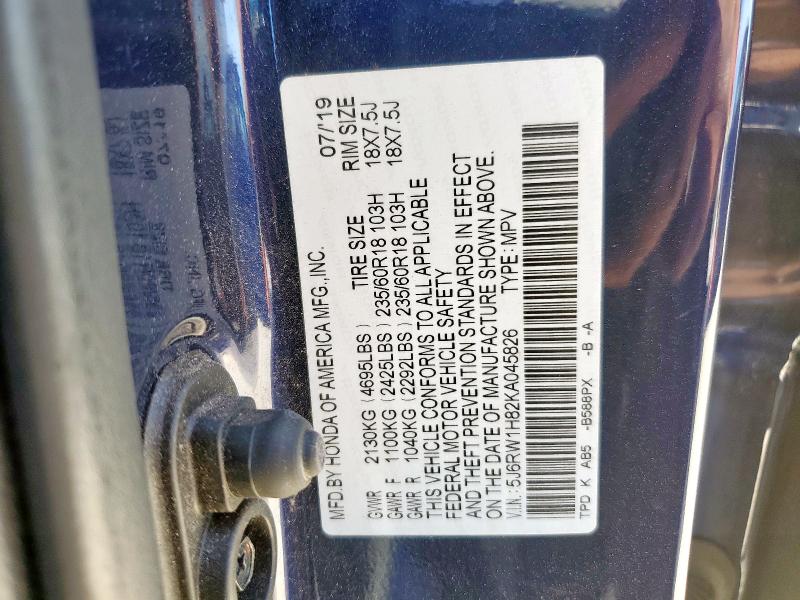 MFD.BY HONDA OF AMERICA MFG.,INC. 07/'19
TIRE SIZE RIM SIZE
GVWR 2130KG (4695LBS)
GAWR F 1100KG (2425LBS) 235/60R18 103H 18X7.5J
GAWR R 1040KG (2292LBS) 235/60R18 103H 18X7.5J
THIS VEHICLE CONFORMS TO ALL APPLICABLE
FEDERAL MOTOR VEHICLE SAFETY
AND THEFT PREVENTION STANDARDS IN EFFECT
ON THE DATE OF MANUFACTURE SHOWN ABOVE.
V.I.N.: 5J6RW1H82KA045826 TYPE: MPV
TPD K AB5 -B588PX -B -A